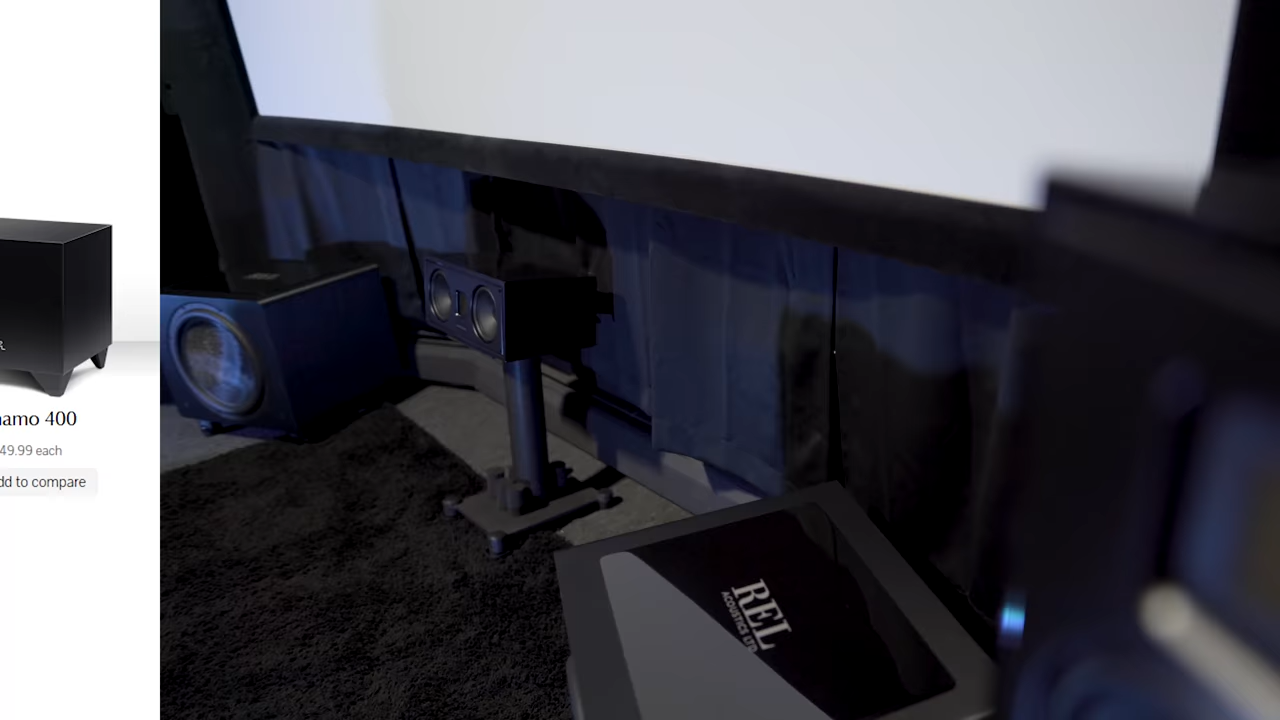 R
namo 400
49.99 each
dd to compare
REL
ACOUSTICS LTD